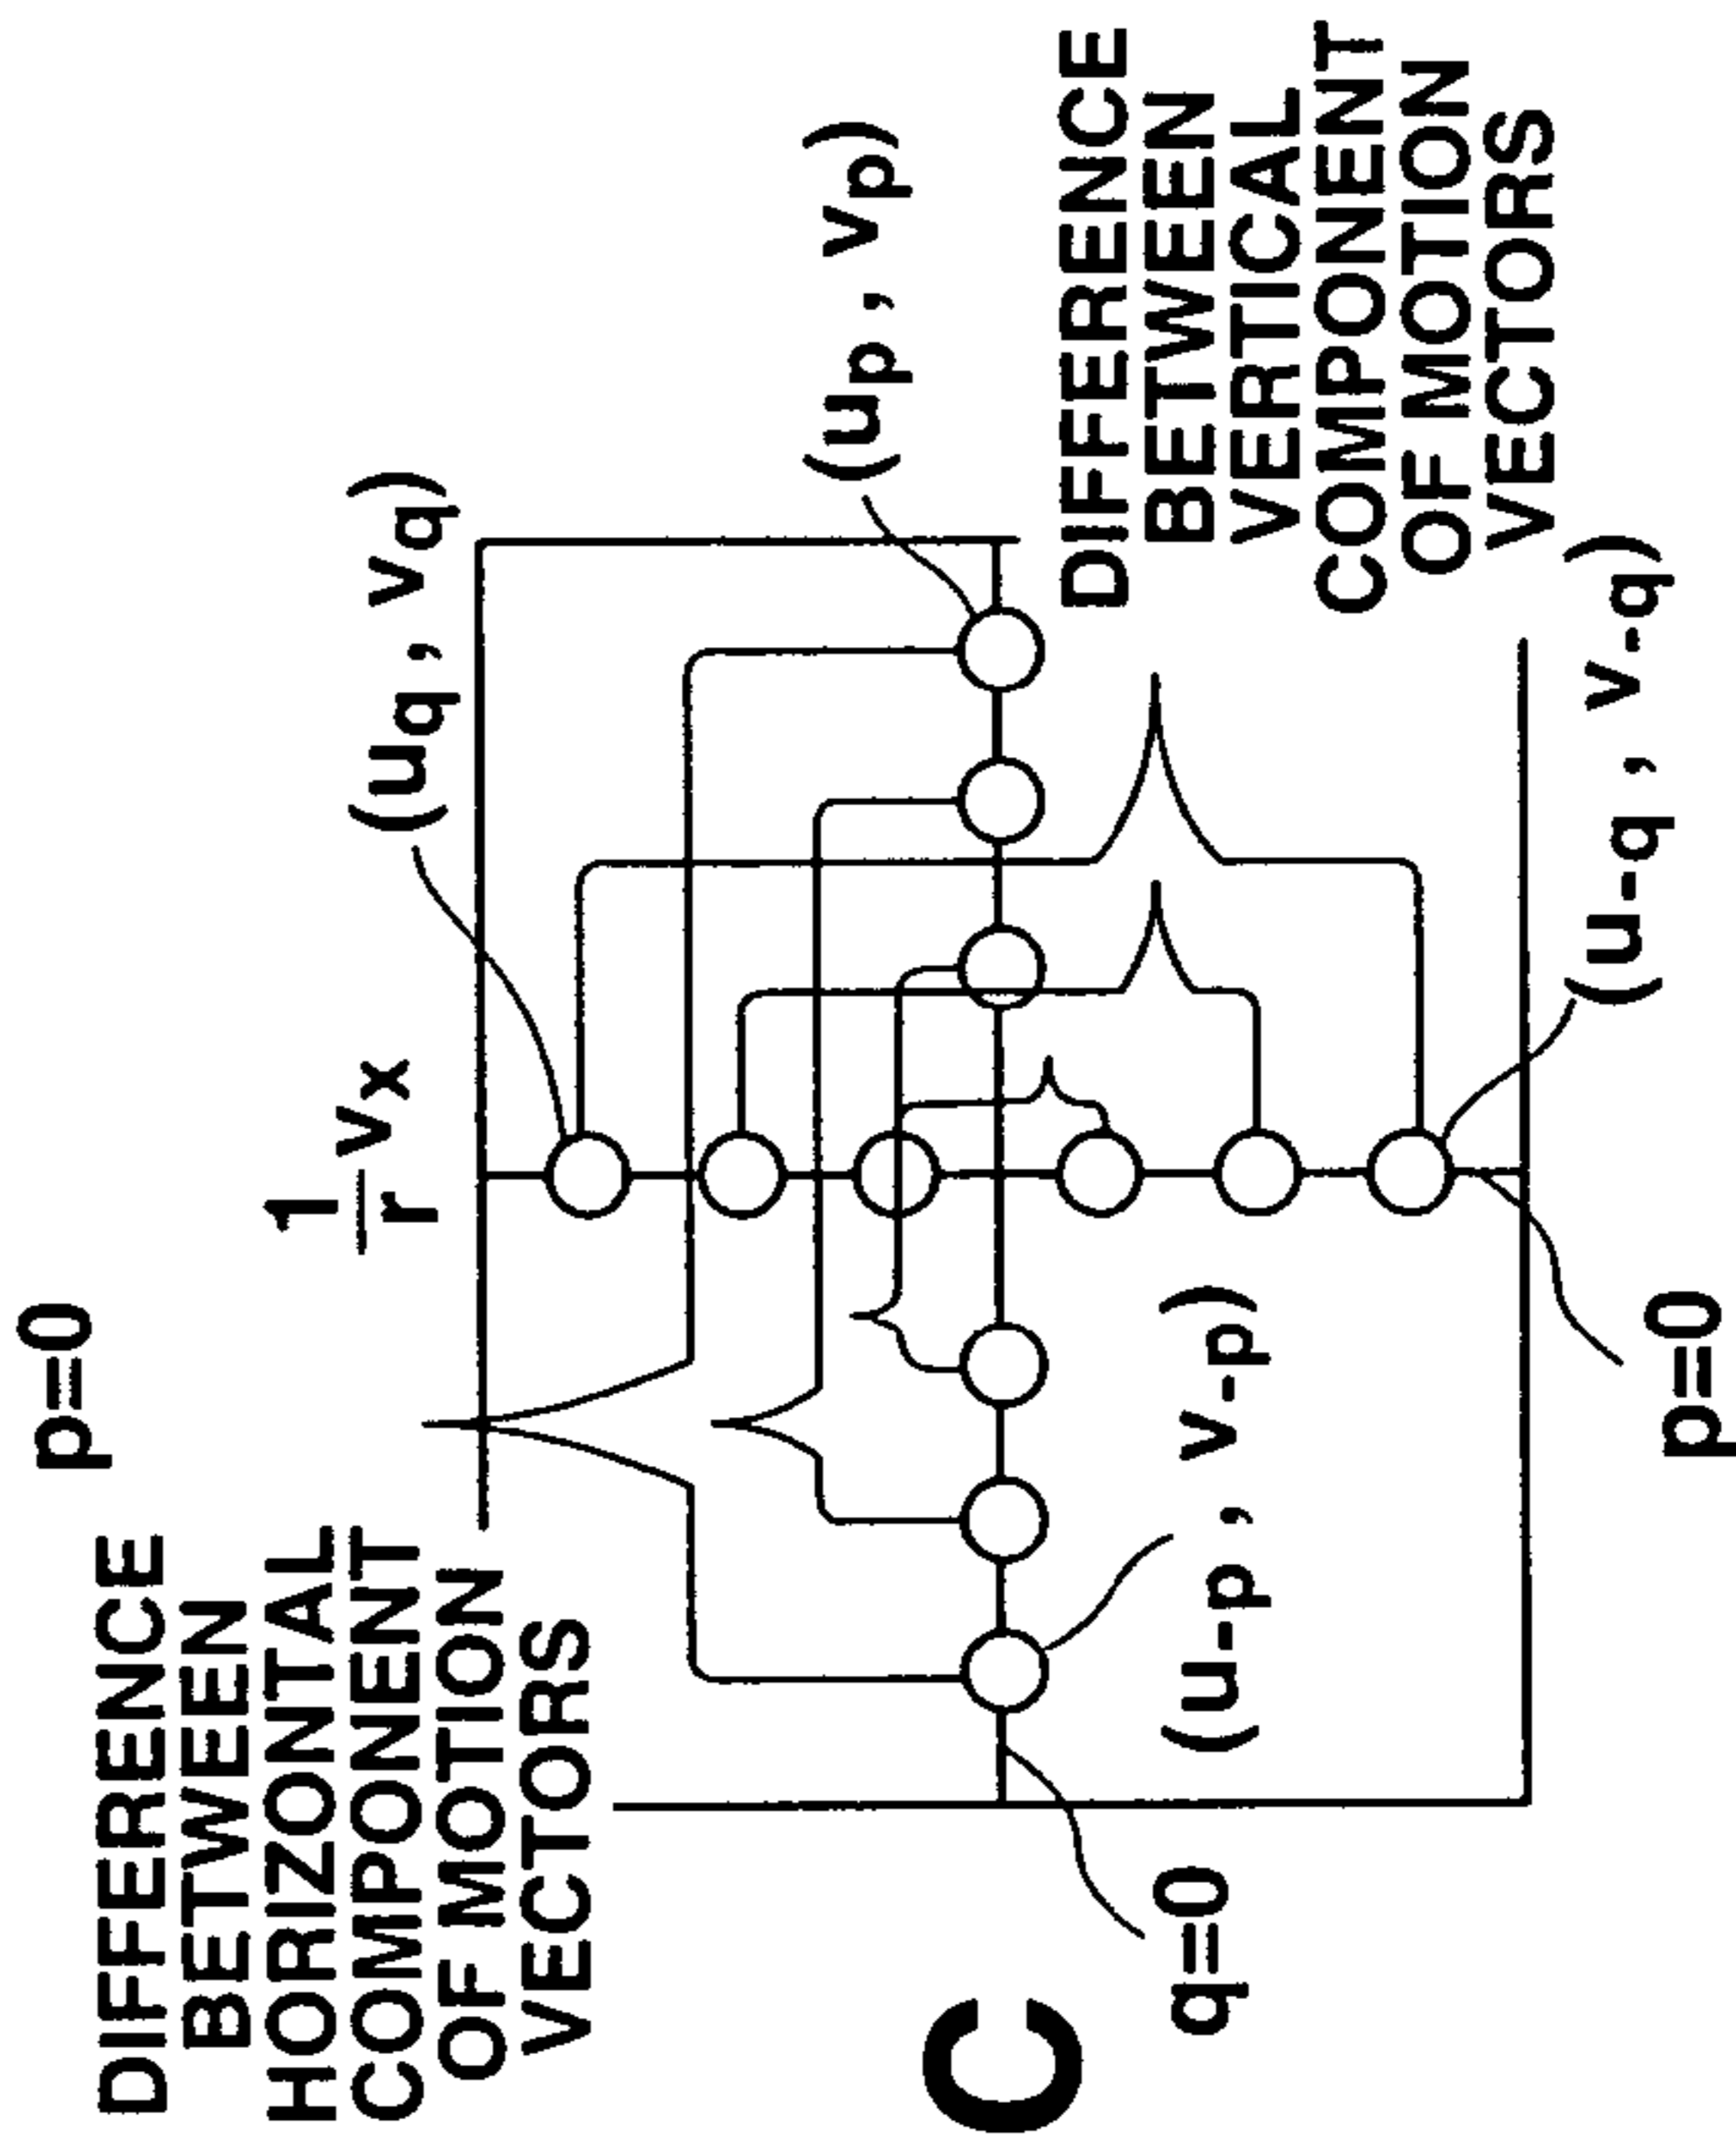 p=0
DIFFERENCE
BETWEEN
HORIZONTAL
COMPONENT
OF MOTION
VECTORS
1
r
vx
(uq , vq)
(up , vp)
C
DIFFERENCE
BETWEEN
VERTICAL
COMPONENT
OF MOTION
VECTORS
q=0
(u-p , v-p)
(u-q , v-q)
p=0